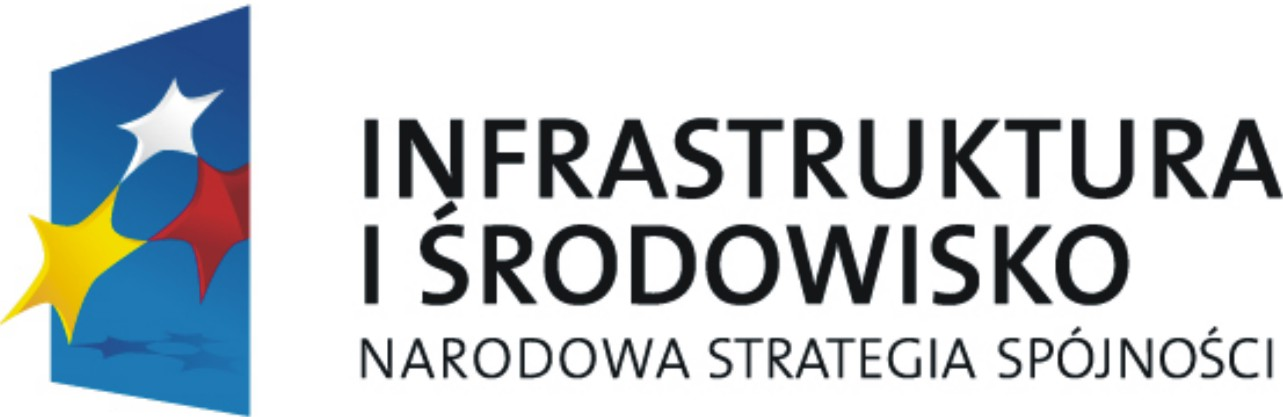 INFRASTRUKTURA
I ŚRODOWISKO
NARODOWA STRATEGIA SPÓJNOŚCI